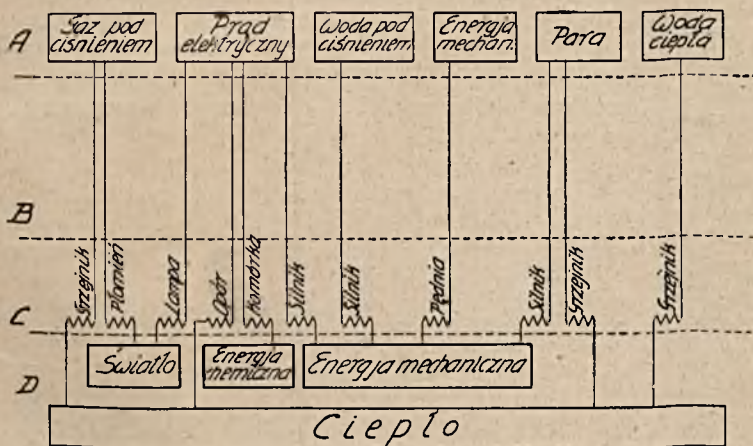 A
Gaz pod
ciśnieniem
Prąd
elektryczny
Woda pod
ciśnieniem
Energja
mechan.
Para
Woda
ciepła
B
Grzejnik
Płomień
Lampa
Opór
Komórka
Silnik
Silnik
Pędnia
Silnik
Grzejnik
Grzejnik
C
Światło
Energja
chemiczna
Energja mechaniczna
D
Ciepło